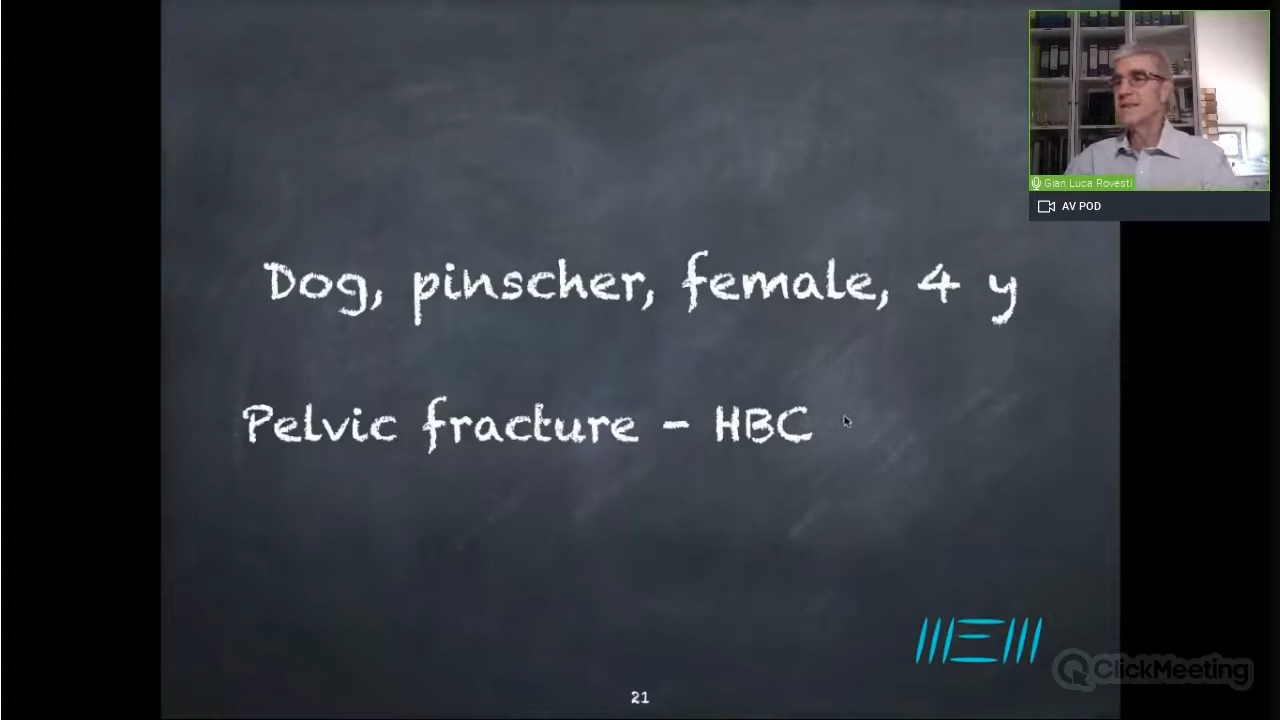 Gian Luca Rovesti
AV POD
Dog, pinscher, female, 4 y
Pelvic fracture - HBC
ClickMeeting
21